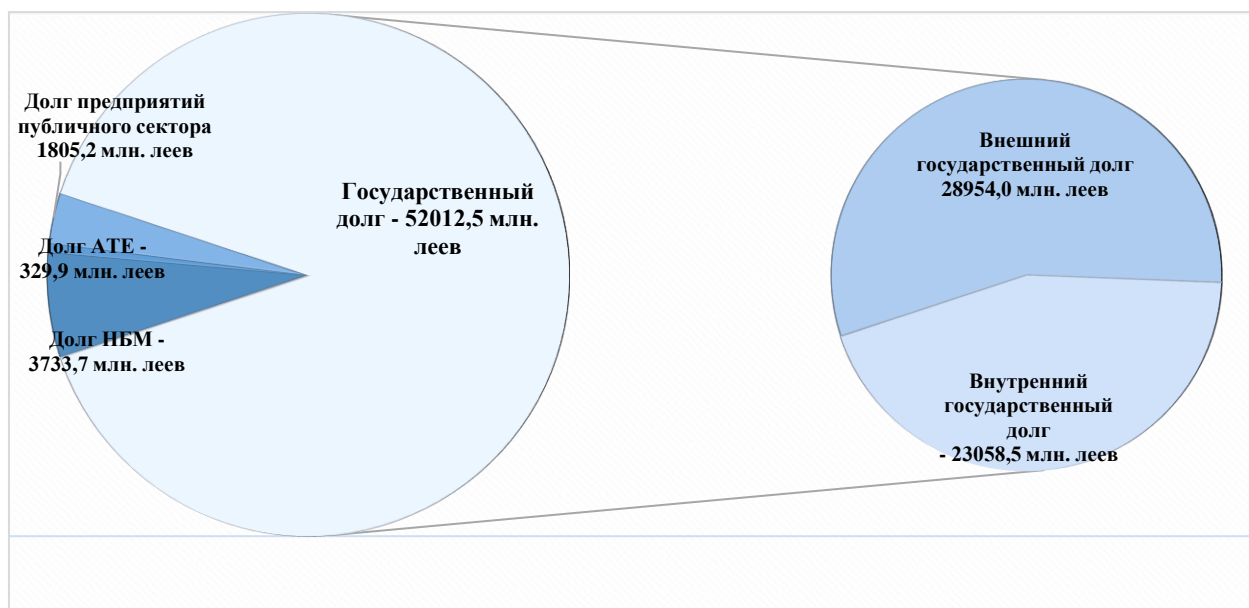 Долг предприятий
публичного сектора
1805,2 млн. леев
Долг АТЕ -
329,9 млн. леев
Долг НБМ -
3733,7 млн. леев
Государственный
долг - 52012,5 млн.
леев
Внешний
государственный долг
28954,0 млн. леев
Внутренний
государственный
долг
- 23058,5 млн. леев